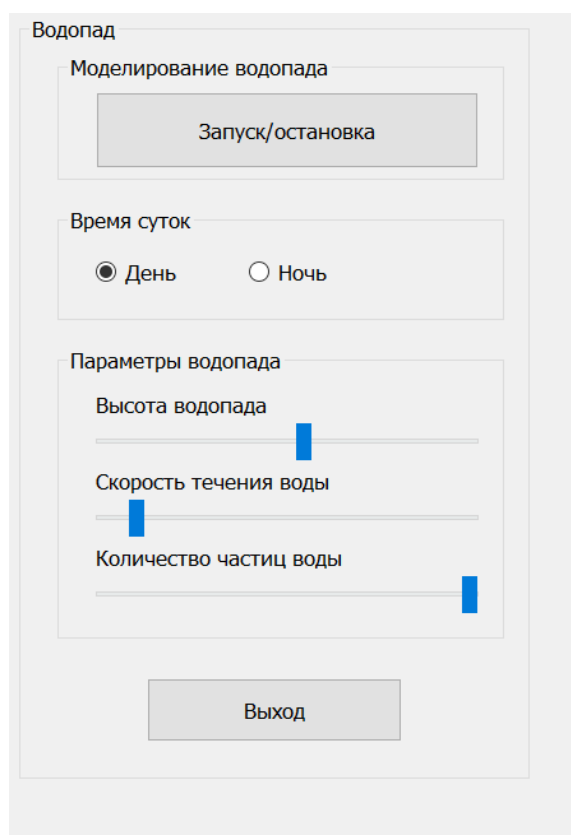 Водопад
Моделирование водопада
Запуск/остановка
Время суток
День Ночь
Параметры водопада
Высота водопада
Скорость течения воды
Количество частиц воды
Выход